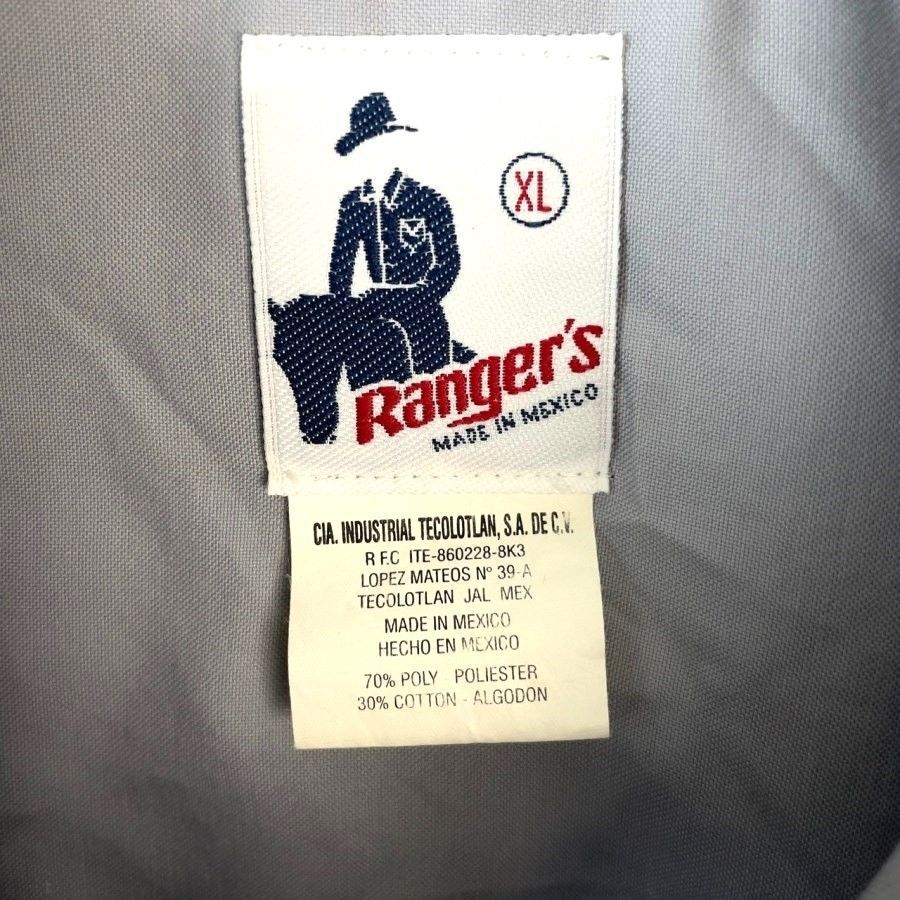 XL
Ranger's
MADE IN MEXICO
CIA. INDUSTRIAL TECOLOTLAN, S.A. DE C.V.
R F.C ITE-860228-8K3
LOPEZ MATEOS Nº 39-A
TECOLOTLAN JAL MEX
MADE IN MEXICO
HECHO EN MEXICO
70% POLY - POLIESTER
30% COTTON - ALGODON